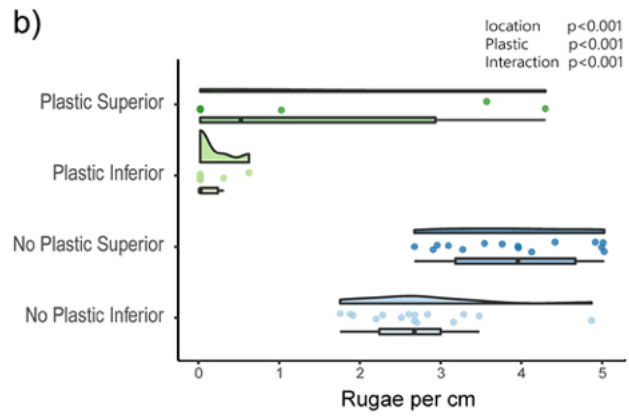 b)
location p<0.001
Plastic p<0.001
Interaction p<0.001
Plastic Superior
Plastic Inferior
No Plastic Superior
No Plastic Inferior
0 1 2 3 4 5
Rugae per cm